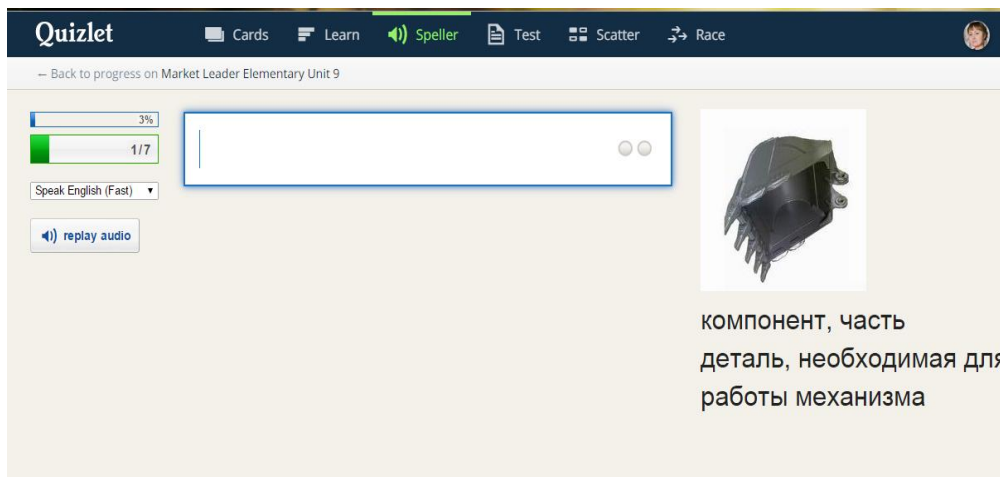 Quizlet
Cards
Learn
Speller
Test
Scatter
Race
← Back to progress on Market Leader Elementary Unit 9
3%
1/7
Speak English (Fast)
replay audio
компонент, часть
деталь, необходимая для
работы механизма